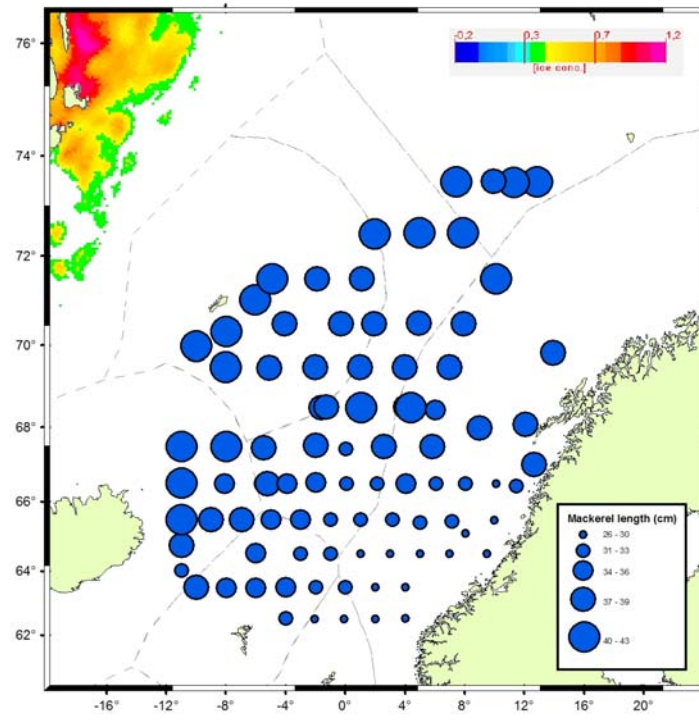 -0,2 0,3 0,7 1,2
[ice conc.]
76°
74°
72°
70°
68°
66°
64°
62°
Mackerel length (cm)
26 - 30
31 - 33
34 - 36
37 - 39
40 - 43
-16° -12° -8° -4° 0° 4° 8° 12° 16° 20°